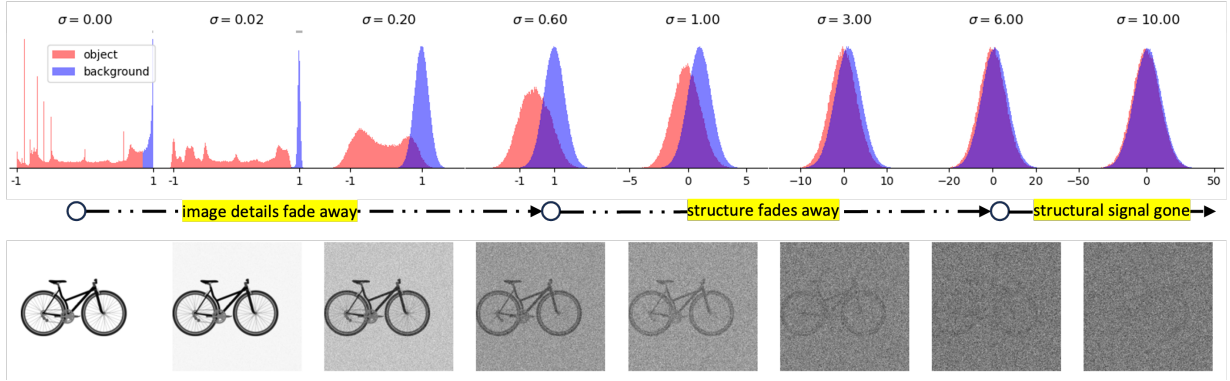 σ = 0.00 σ = 0.02 σ = 0.20 σ = 0.60 σ = 1.00 σ = 3.00 σ = 6.00 σ = 10.00
object
background
-1 1 -1 1 -1 1 -1 1 −5 0 5 −10 0 10 −20 0 20 −50 0 50
image details fade away structure fades away structural signal gone